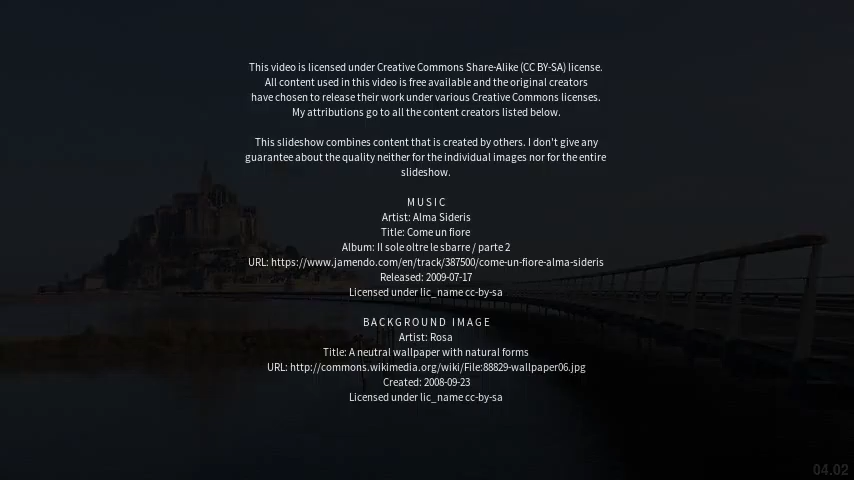 This video is licensed under Creative Commons Share-Alike (CC BY-SA) license.
All content used in this video is free available and the original creators
have chosen to release their work under various Creative Commons licenses.
My attributions go to all the content creators listed below.
This slideshow combines content that is created by others. I don't give any
guarantee about the quality neither for the individual images nor for the entire
slideshow.
MUSIC
Artist: Alma Sideris
Title: Come un fiore
Album: Il sole oltre le sbarre / parte 2
URL: https://www.jamendo.com/en/track/387500/come-un-fiore-alma-sideris
Released: 2009-07-17
Licensed under lic_name cc-by-sa
BACKGROUND IMAGE
Artist: Rosa
Title: A neutral wallpaper with natural forms
URL: http://commons.wikimedia.org/wiki/File:88829-wallpaper06.jpg
Created: 2008-09-23
Licensed under lic_name cc-by-sa
04.02